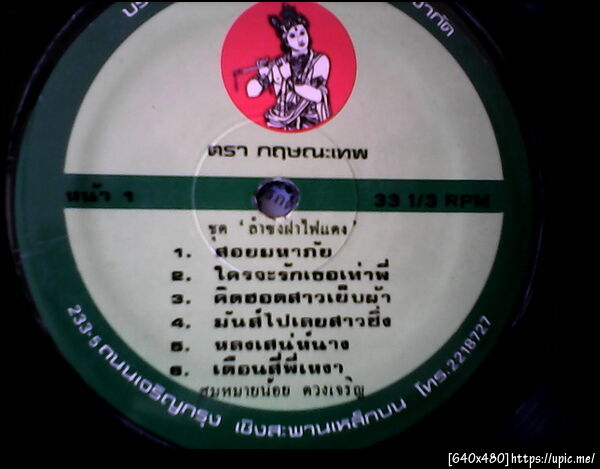 ตรา กฤษณะเทพ
หน้า 1
33 1/3 RPM
ชุด 'ลำซิ่งฝ่าไฟแดง'
1. สอยมหาภัย
2. ใครจะรักเธอเท่าพี่
3. คิดฮอดสาวเย็บผ้า
4. มันส์ไปเลยสาวยิ่ง
5. หลงเสน่ห์นาง
6. เดือนสี่พี่เหงา
สมหมายน้อย ดวงเจริญ
233-5 ถนนเจริญกรุง เชิงสะพานเหล็กบน โทร.2218727
[640x480]https://upic.me/